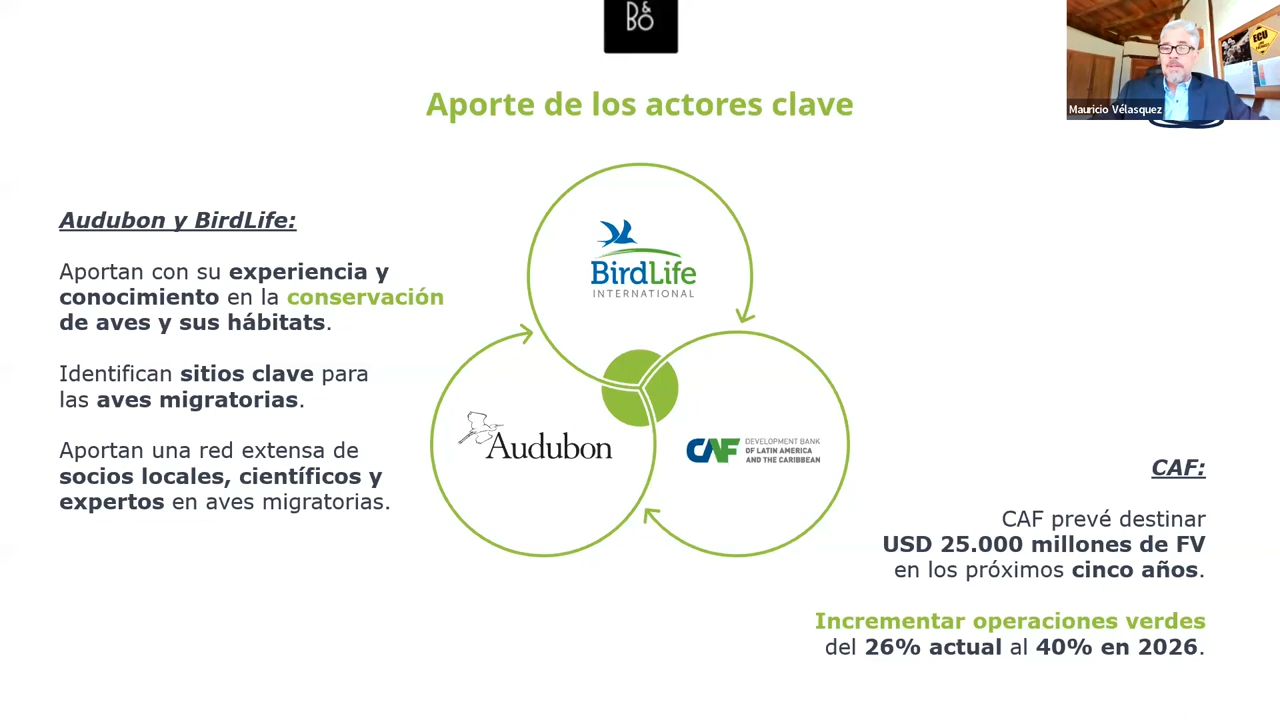 D&
BO
ECU
Mauricio Vélasquez
Aporte de los actores clave
Audubon y BirdLife:
Aportan con su experiencia y
conocimiento en la conservación
de aves y sus hábitats.
Identifican sitios clave para
las aves migratorias.
Aportan una red extensa de
socios locales, científicos y
expertos en aves migratorias.
BirdLife
INTERNATIONAL
Audubon
CAF
DEVELOPMENT BANK
OF LATIN AMERICA
AND THE CARIBBEAN
CAF:
CAF prevé destinar
USD 25.000 millones de FV
en los próximos cinco años.
Incrementar operaciones verdes
del 26% actual al 40% en 2026.